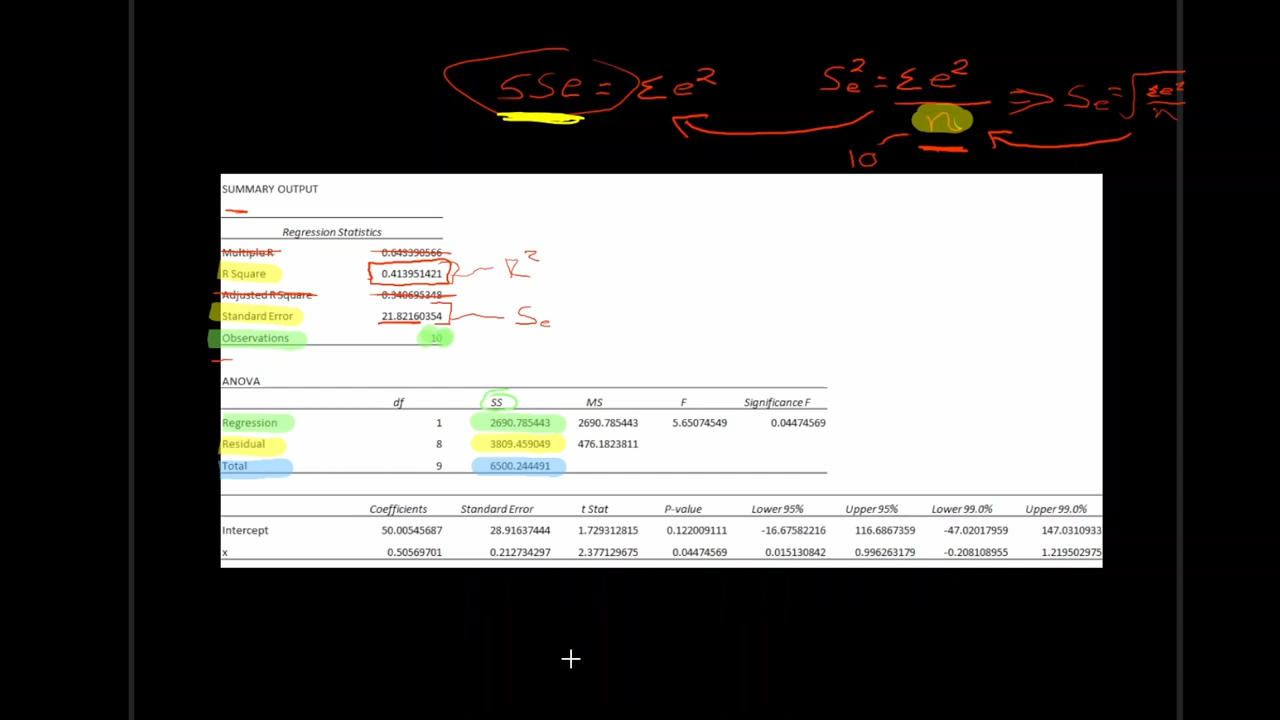 SSe = Σe² Se² = Σe² / n ⇒ Se = √Σe² / n
10
SUMMARY OUTPUT
Regression Statistics
Multiple R 0.643390566
R Square 0.413951421 R²
Adjusted R Square 0.340695348
Standard Error 21.82160354 Se
Observations 10
ANOVA
df SS MS F Significance F
Regression 1 2690.785443 2690.785443 5.65074549 0.04474569
Residual 8 3809.459049 476.1823811
Total 9 6500.244491
Coefficients Standard Error t Stat P-value Lower 95% Upper 95% Lower 99.0% Upper 99.0%
Intercept 50.00545687 28.91637444 1.729312815 0.122009111 -16.67582216 116.6867359 -47.02017959 147.0310933
x 0.50569701 0.212734297 2.377129675 0.04474569 0.015130842 0.996263179 -0.208108955 1.219502975